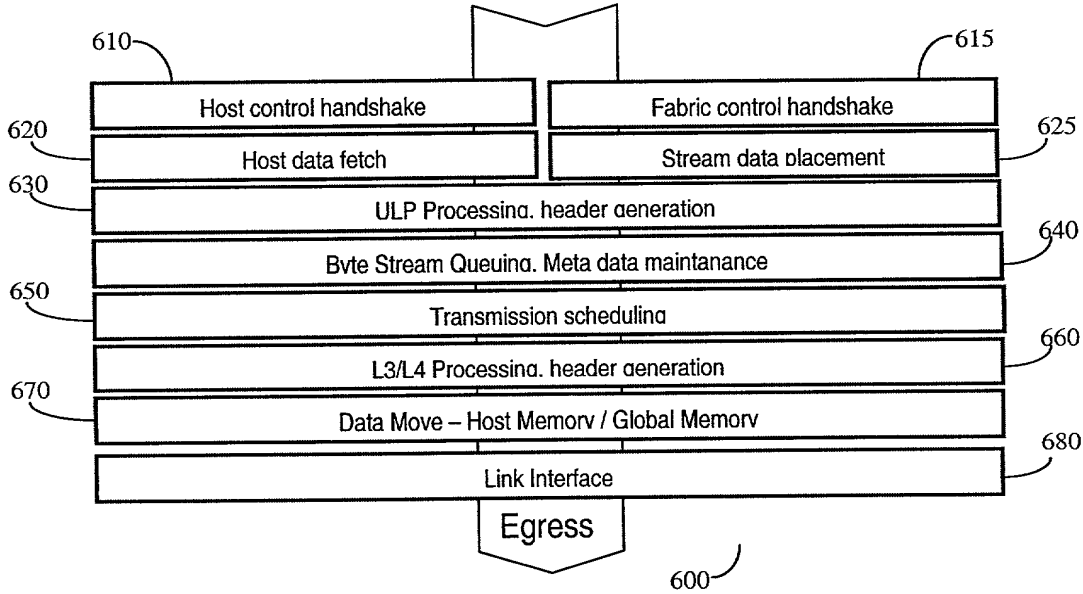 610
615
Host control handshake
Fabric control handshake
620
625
Host data fetch
Stream data placement
630
ULP Processing, header generation
640
Byte Stream Queuing, Meta data maintanance
650
Transmission scheduling
660
L3/L4 Processing, header generation
670
Data Move – Host Memory / Global Memory
680
Link Interface
Egress
600